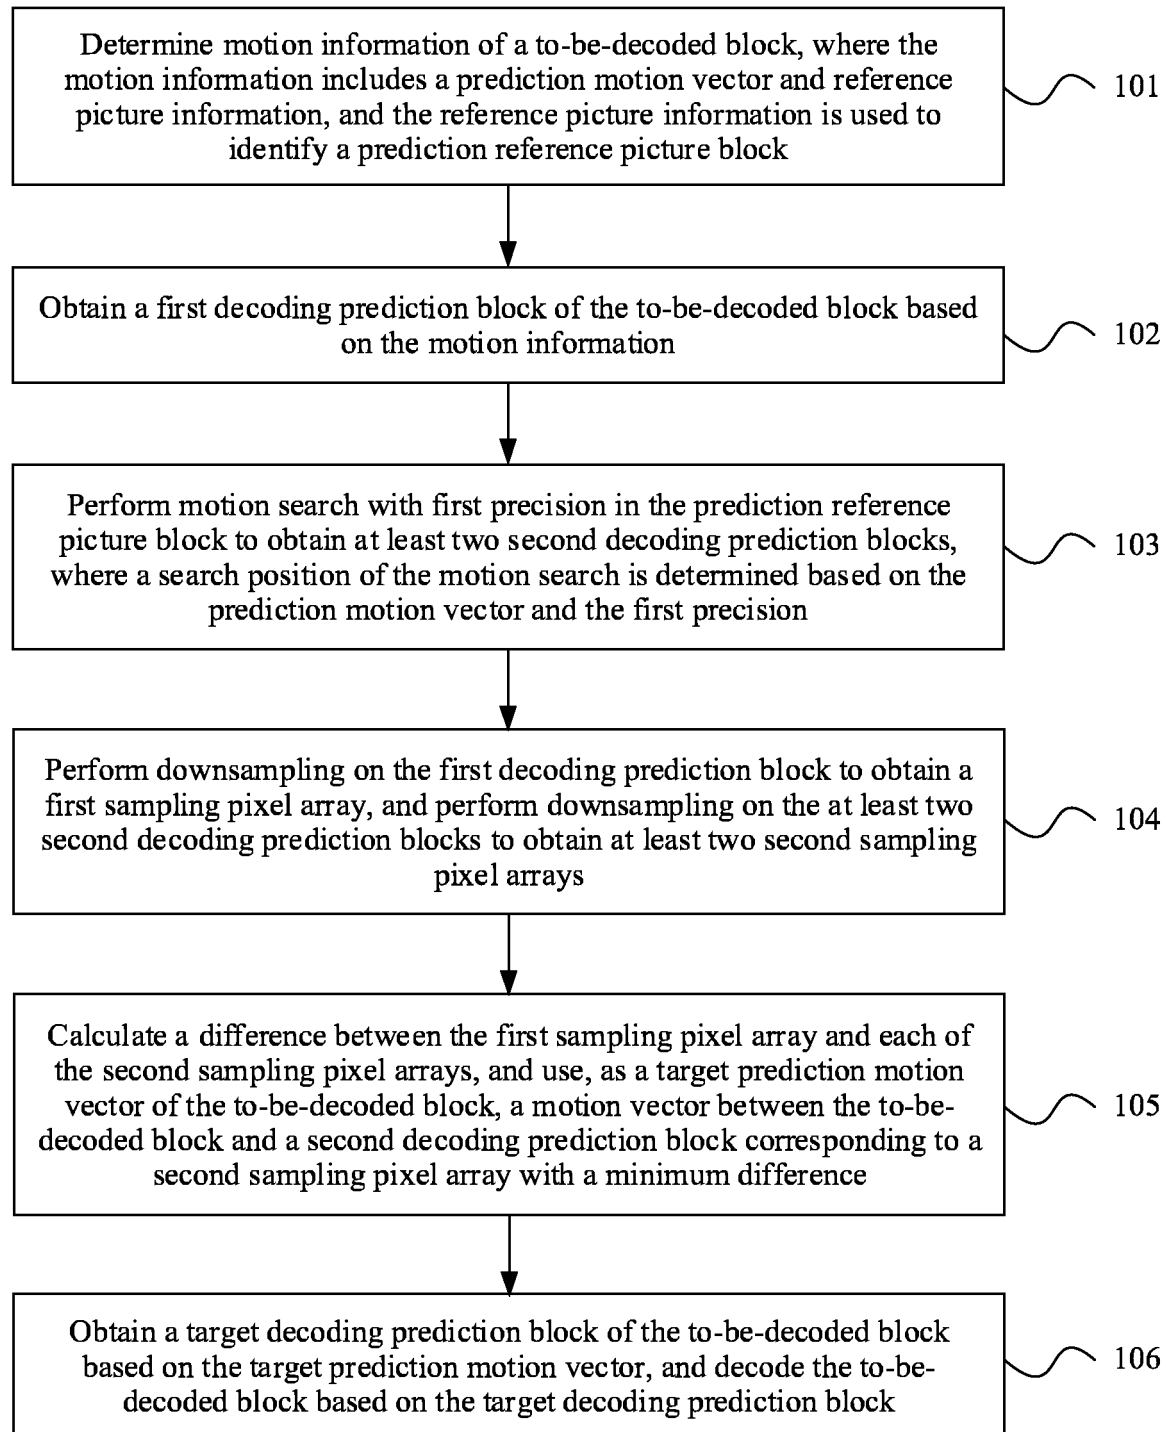 Determine motion information of a to-be-decoded block, where the
motion information includes a prediction motion vector and reference
picture information, and the reference picture information is used to
identify a prediction reference picture block
101
Obtain a first decoding prediction block of the to-be-decoded block based
on the motion information
102
Perform motion search with first precision in the prediction reference
picture block to obtain at least two second decoding prediction blocks,
where a search position of the motion search is determined based on the
prediction motion vector and the first precision
103
Perform downsampling on the first decoding prediction block to obtain a
first sampling pixel array, and perform downsampling on the at least two
second decoding prediction blocks to obtain at least two second sampling
pixel arrays
104
Calculate a difference between the first sampling pixel array and each of
the second sampling pixel arrays, and use, as a target prediction motion
vector of the to-be-decoded block, a motion vector between the to-be-
decoded block and a second decoding prediction block corresponding to a
second sampling pixel array with a minimum difference
105
Obtain a target decoding prediction block of the to-be-decoded block
based on the target prediction motion vector, and decode the to-be-
decoded block based on the target decoding prediction block
106